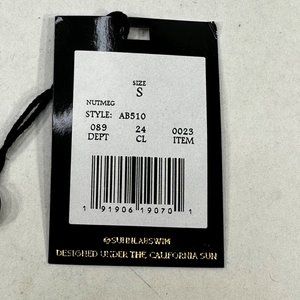 SIZE
S
NUTMEG
STYLE: AB510
089 24 0023
DEPT CL ITEM
1 91906 19070 1
DESIGNED UNDER THE CALIFORNIA SUN